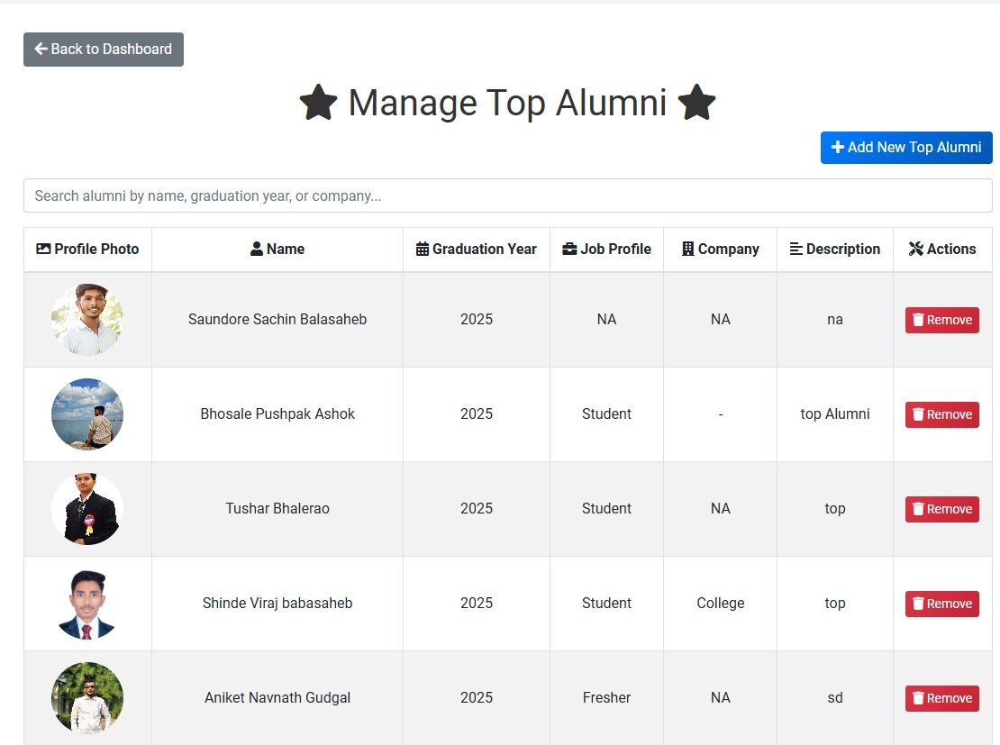 Back to Dashboard
Manage Top Alumni
Add New Top Alumni
Search alumni by name, graduation year, or company...
Profile Photo Name Graduation Year Job Profile Company Description Actions
Saundore Sachin Balasaheb 2025 NA NA na Remove
Bhosale Pushpak Ashok 2025 Student - top Alumni Remove
Tushar Bhalerao 2025 Student NA top Remove
Shinde Viraj babasaheb 2025 Student College top Remove
Aniket Navnath Gudgal 2025 Fresher NA sd Remove